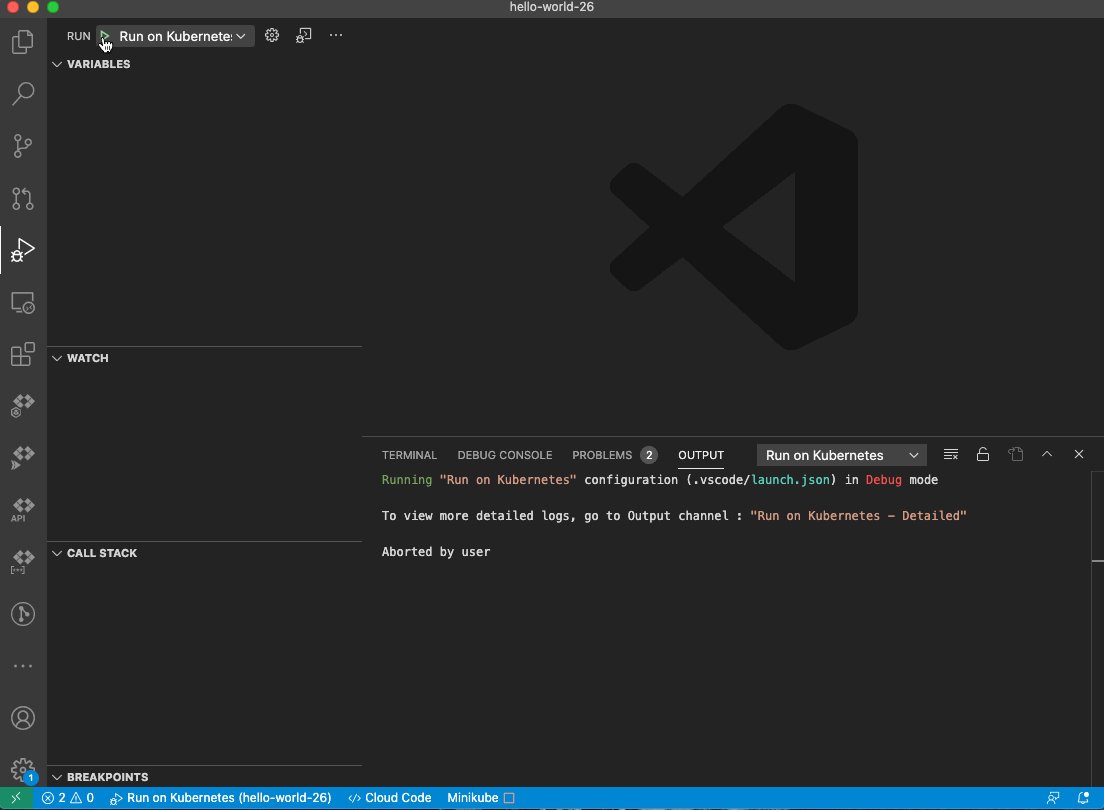 hello-world-26
RUN Run on Kubernetes
VARIABLES
WATCH
CALL STACK
BREAKPOINTS
API
1
TERMINAL DEBUG CONSOLE PROBLEMS 2 OUTPUT Run on Kubernetes
Running "Run on Kubernetes" configuration (.vscode/launch.json) in Debug mode
To view more detailed logs, go to Output channel : "Run on Kubernetes - Detailed"
Aborted by user
2 0 Run on Kubernetes (hello-world-26) Cloud Code Minikube